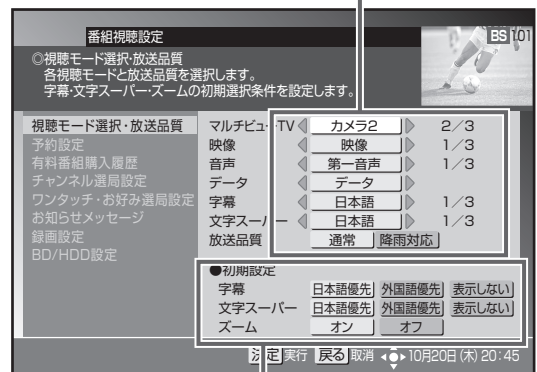 番組視聴設定
BS 101
◎視聴モード選択・放送品質
各視聴モードと放送品質を選択します。
字幕・文字スーパー・ズームの初期選択条件を設定します。
視聴モード選択・放送品質
予約設定
有料番組購入履歴
チャンネル選局設定
ワンタッチ・お好み選局設定
お知らせメッセージ
録画設定
BD/HDD設定
マルチビューTV カメラ2 2/3
映像 映像 1/3
音声 第一音声 1/3
データ データ
字幕 日本語 1/3
文字スーパー 日本語 1/3
放送品質 通常 降雨対応
●初期設定
字幕 日本語優先 外国語優先 表示しない
文字スーパー 日本語優先 外国語優先 表示しない
ズーム オン オフ
決定 実行 戻る 取消 10月20日(木)20:45